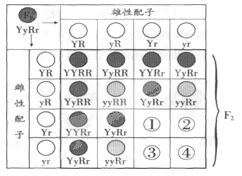 雄性配子
YyRr
YR yR Yr yr
雌性配子
YR YYRR YyRR YYRr YyRr
yR YyRR yyRR YyRr yyRr
Yr YYRr YyRr ① ②
yr YyRr yyRr ③ ④
F₂